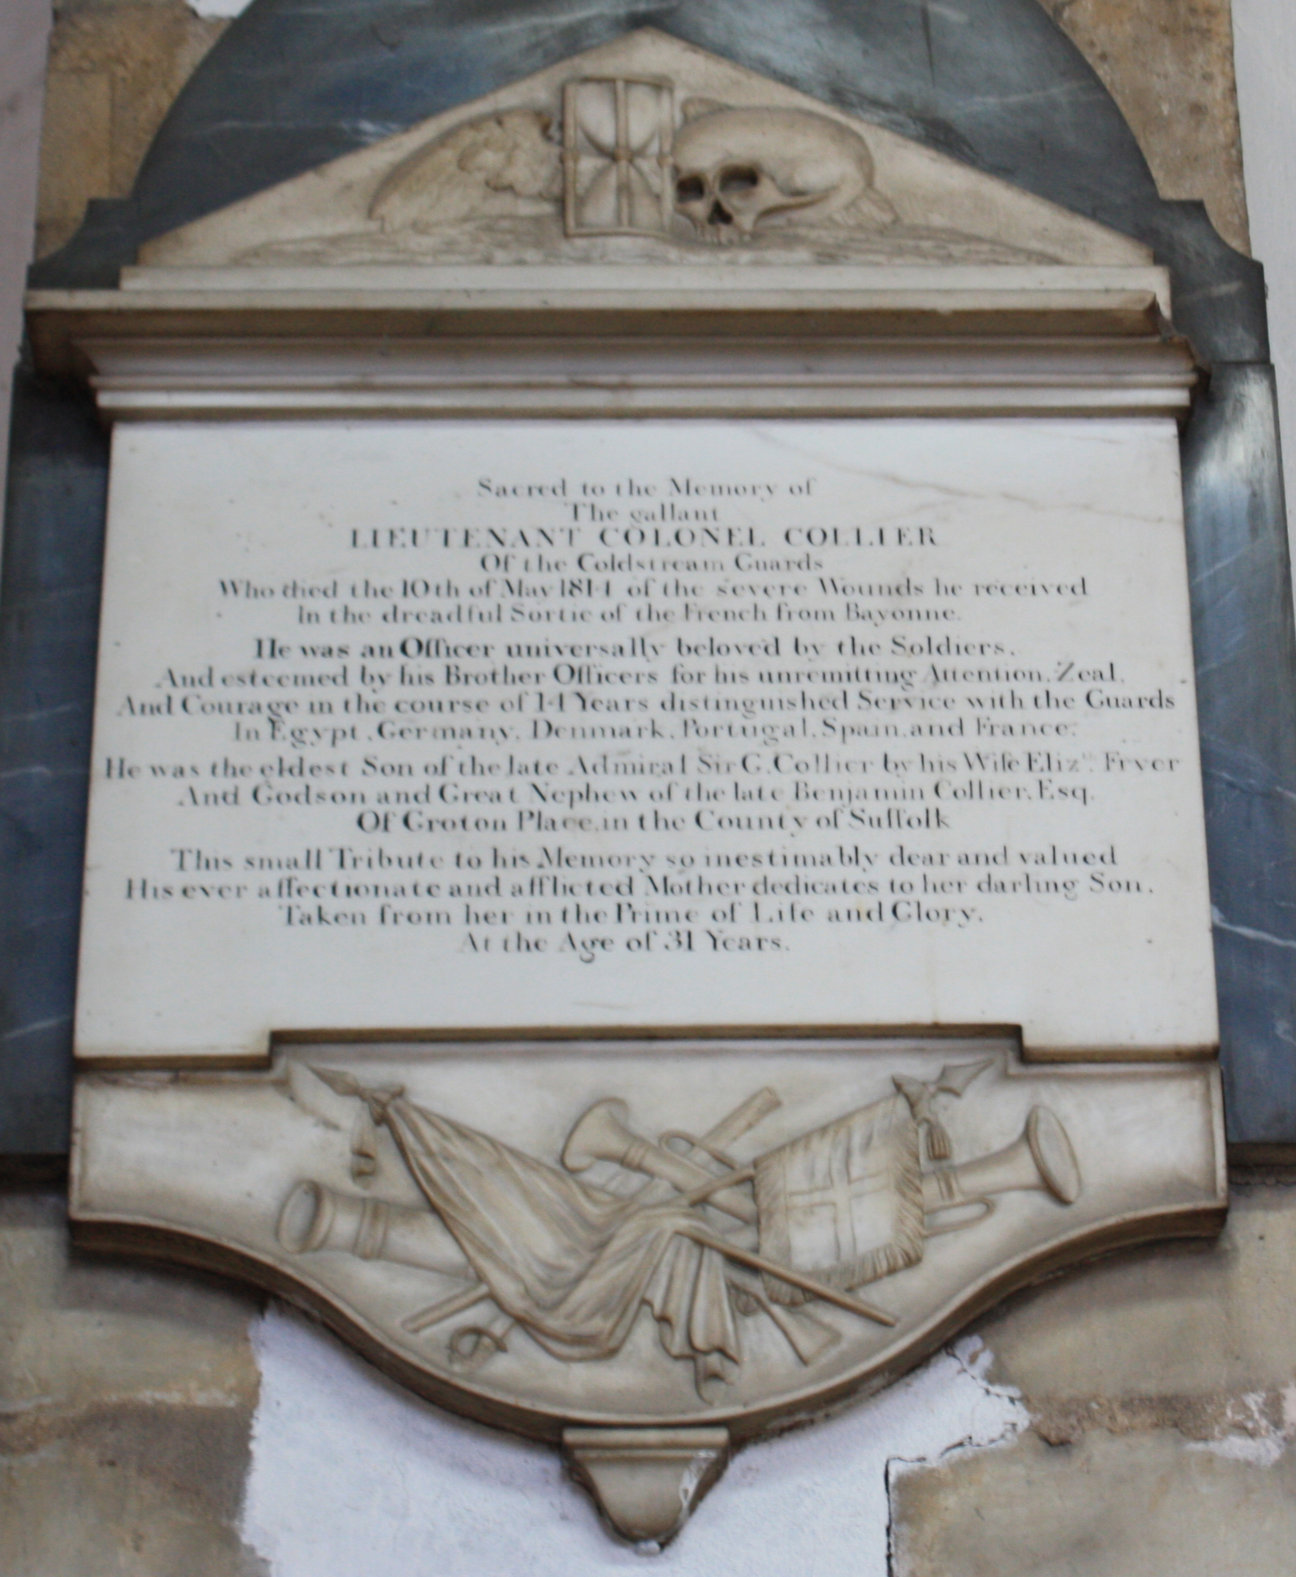 Sacred to the Memory of
The gallant
LIEUTENANT COLONEL COLLIER
Of the Coldstream Guards
Who died the 10th of May 1814 of the severe Wounds he received
In the dreadful Sortie of the French from Bayonne.
He was an Officer universally belov'd by the Soldiers,
And esteemed by his Brother Officers for his unremitting Attention, Zeal,
And Courage in the course of 14 Years distinguished Service with the Guards
In Egypt, Germany, Denmark, Portugal, Spain, and France.
He was the eldest Son of the late Admiral Sir G. Collier by his Wife Eliz.th Fryer
And Godson and Great Nephew of the late Benjamin Collier, Esq.
Of Groton Place, in the County of Suffolk
This small Tribute to his Memory so inestimably dear and valued
His ever affectionate and afflicted Mother dedicates to her darling Son,
Taken from her in the Prime of Life and Glory,
At the Age of 31 Years.